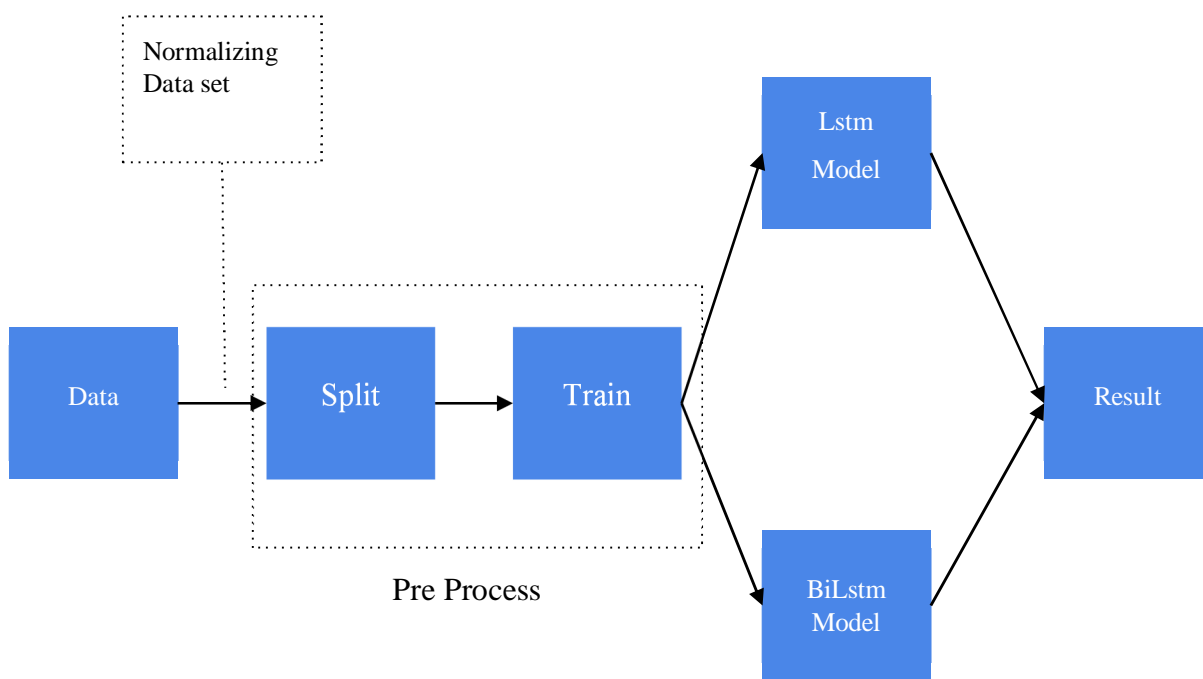 Normalizing
Data set
Lstm
Model
Data
Split
Train
Result
Pre Process
BiLstm
Model